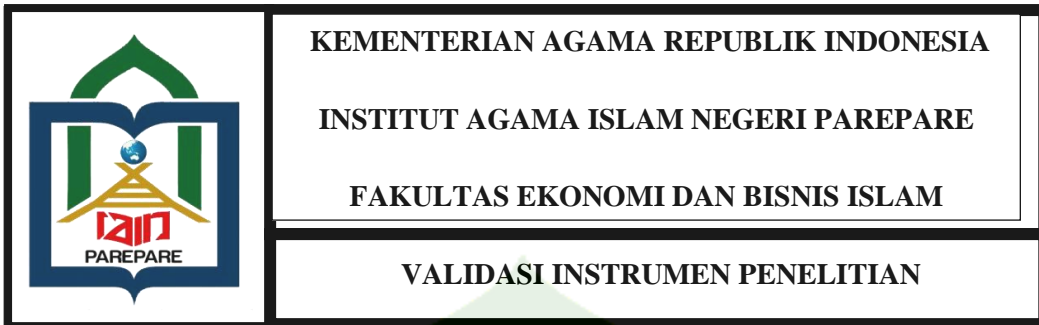 KEMENTERIAN AGAMA REPUBLIK INDONESIA
INSTITUT AGAMA ISLAM NEGERI PAREPARE
FAKULTAS EKONOMI DAN BISNIS ISLAM
iain
PAREPARE
VALIDASI INSTRUMEN PENELITIAN